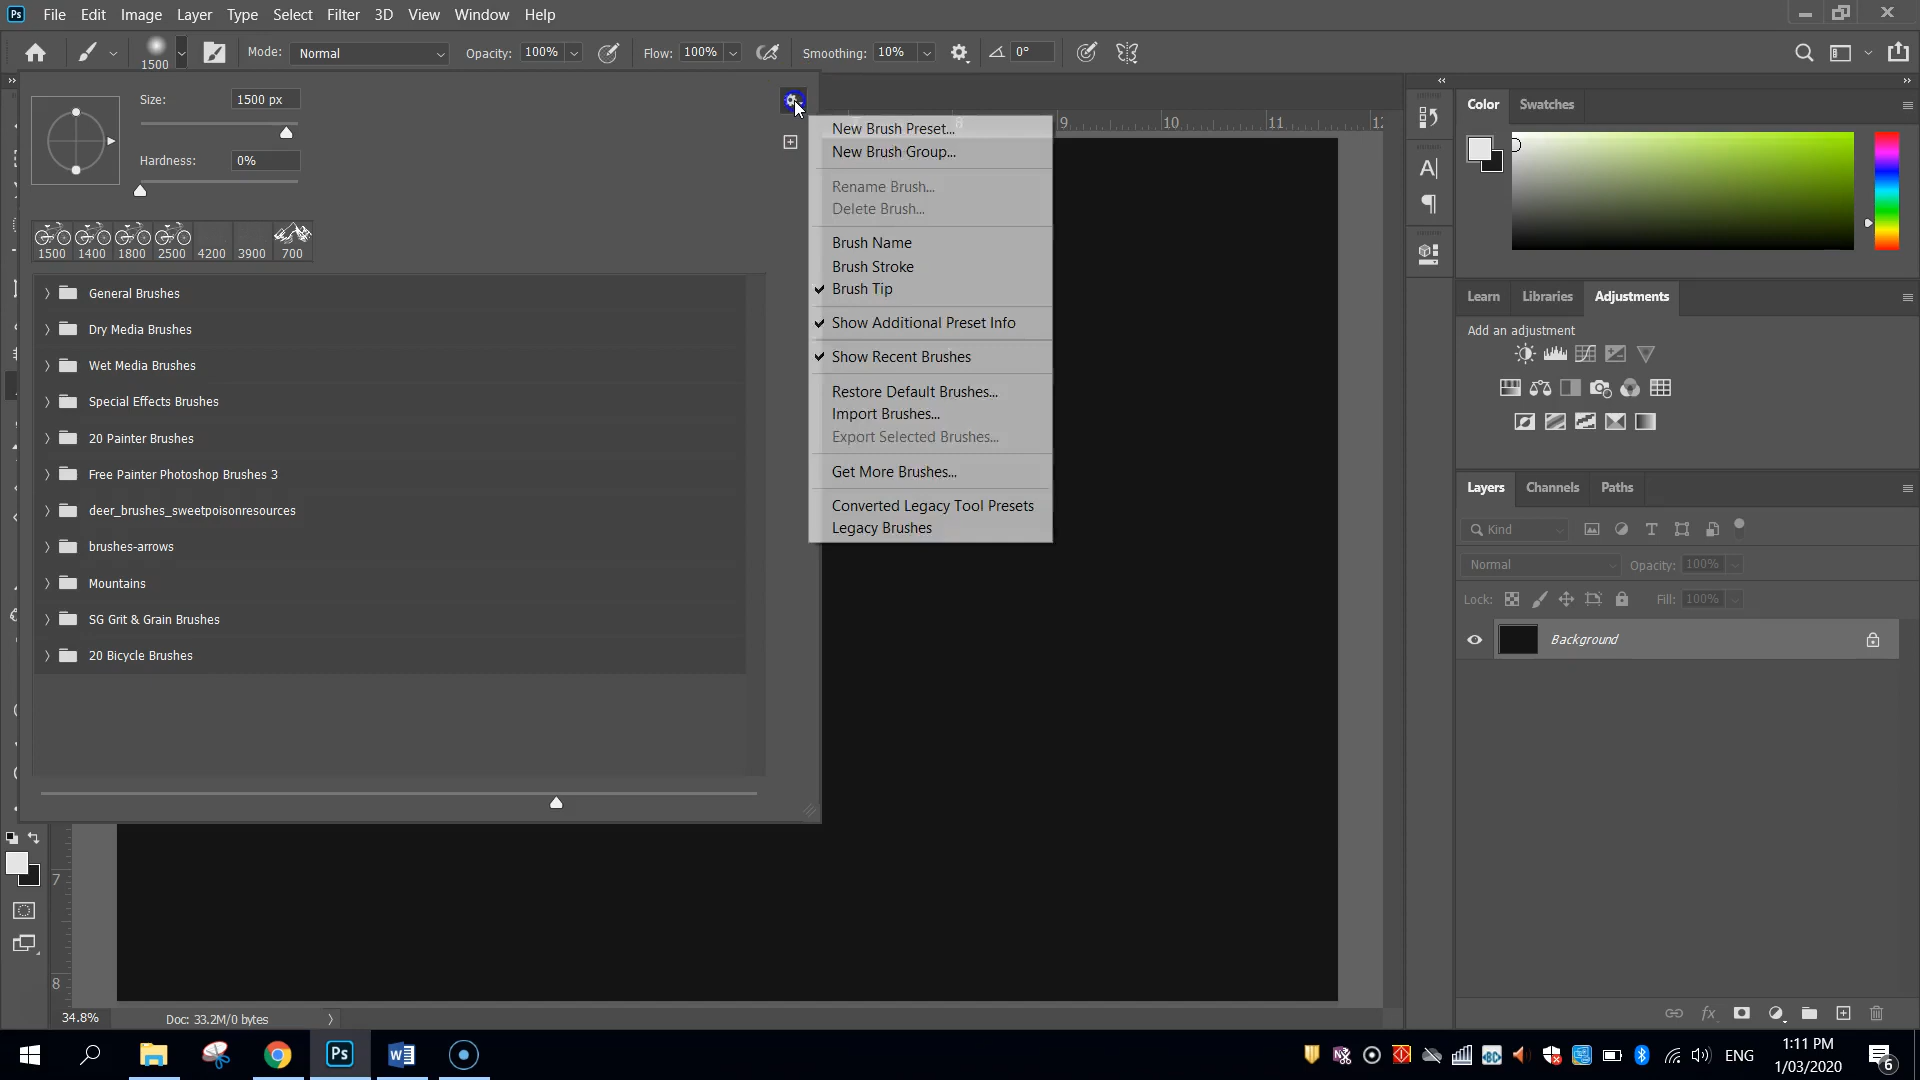 Ps File Edit Image Layer Type Select Filter 3D View Window Help
1500 Mode: Normal Opacity: 100% Flow: 100% Smoothing: 10% 0°
Size: 1500 px
Hardness: 0%
1500 1400 1800 2500 4200 3900 700
General Brushes
Dry Media Brushes
Wet Media Brushes
Special Effects Brushes
20 Painter Brushes
Free Painter Photoshop Brushes 3
deer_brushes_sweetpoisonresources
brushes-arrows
Mountains
SG Grit & Grain Brushes
20 Bicycle Brushes
New Brush Preset...
New Brush Group...
Rename Brush...
Delete Brush...
Brush Name
Brush Stroke
Brush Tip
Show Additional Preset Info
Show Recent Brushes
Restore Default Brushes...
Import Brushes...
Export Selected Brushes...
Get More Brushes...
Converted Legacy Tool Presets
Legacy Brushes
9 10 11
7
8
Color Swatches
Learn Libraries Adjustments
Add an adjustment
Layers Channels Paths
Kind
Normal Opacity: 100%
Lock: Fill: 100%
Background
fx
34.8% Doc: 33.2M/0 bytes
Ps ENG
1:11 PM
1/03/2020
6